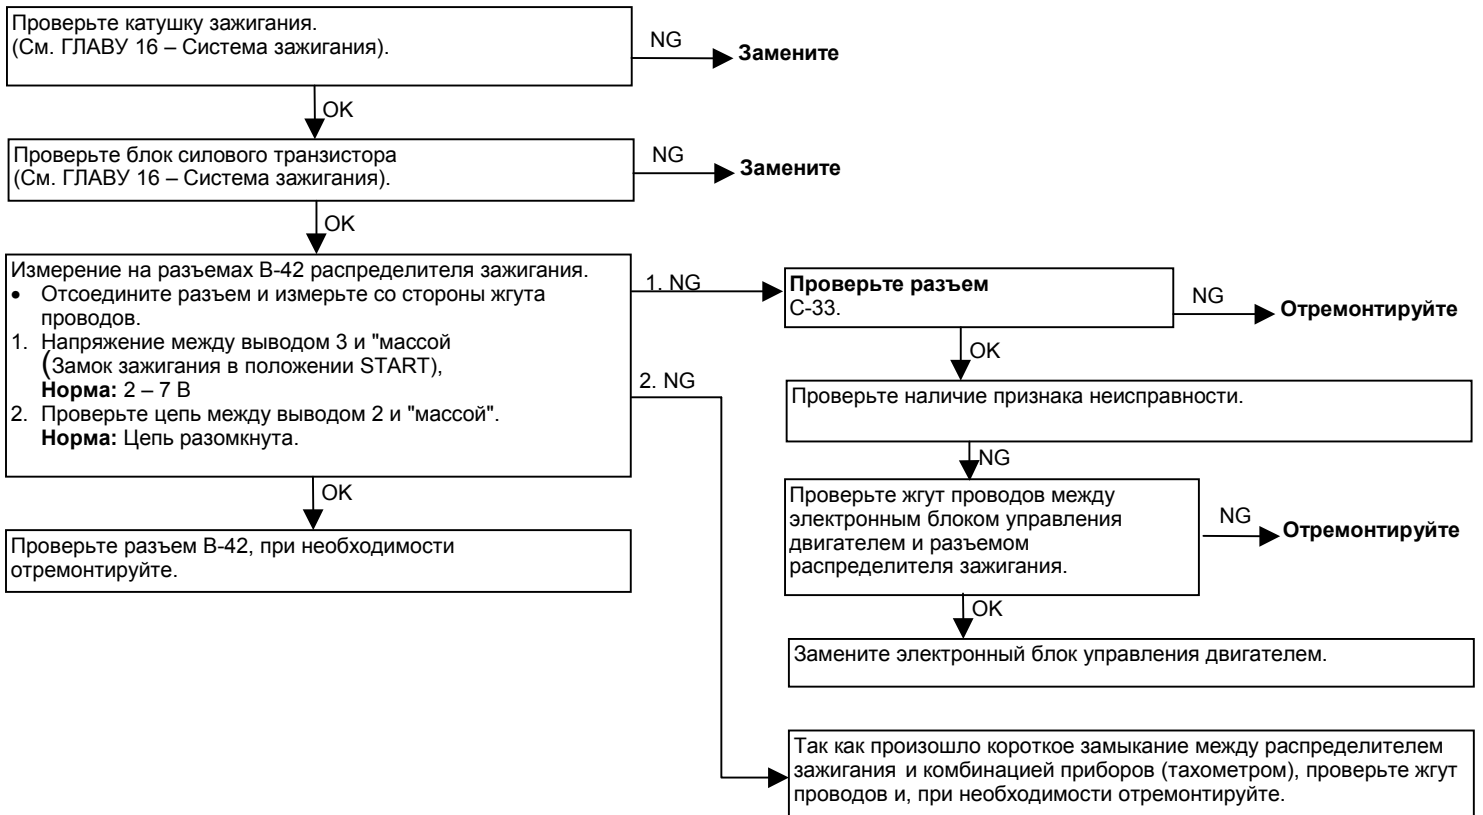 Проверьте катушку зажигания.
(См. ГЛАВУ 16 – Система зажигания).
NG
Замените
OK
Проверьте блок силового транзистора
(См. ГЛАВУ 16 – Система зажигания).
NG
Замените
OK
Измерение на разъемах В-42 распределителя зажигания.
• Отсоедините разъем и измерьте со стороны жгута
проводов.
1. Напряжение между выводом 3 и "массой
(Замок зажигания в положении START),
Норма: 2 – 7 В
2. Проверьте цепь между выводом 2 и "массой".
Норма: Цепь разомкнута.
1. NG
2. NG
OK
Проверьте разъем В-42, при необходимости
отремонтируйте.
Проверьте разъем
С-33.
NG
Отремонтируйте
OK
Проверьте наличие признака неисправности.
NG
Проверьте жгут проводов между
электронным блоком управления
двигателем и разъемом
распределителя зажигания.
NG
Отремонтируйте
OK
Замените электронный блок управления двигателем.
Так как произошло короткое замыкание между распределителем
зажигания и комбинацией приборов (тахометром), проверьте жгут
проводов и, при необходимости отремонтируйте.